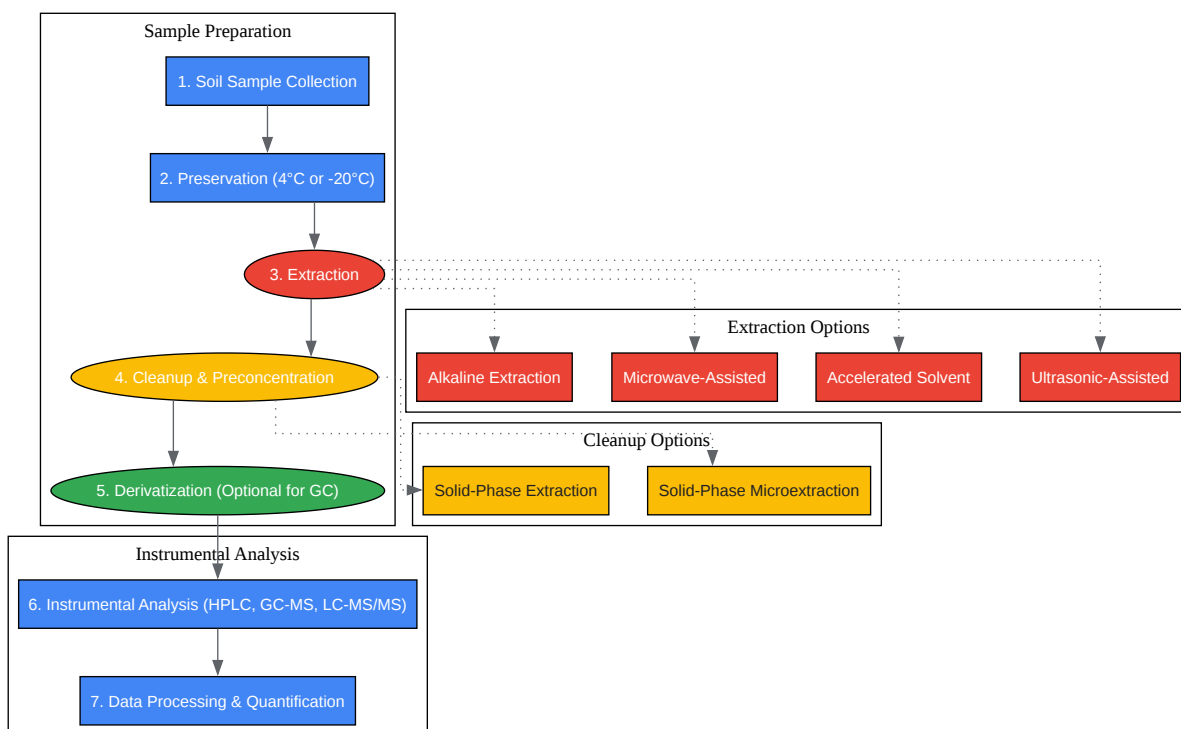 Sample Preparation
1. Soil Sample Collection
2. Preservation (4°C or -20°C)
3. Extraction
Extraction Options
Alkaline Extraction
Microwave-Assisted
Accelerated Solvent
Ultrasonic-Assisted
4. Cleanup & Preconcentration
Cleanup Options
Solid-Phase Extraction
Solid-Phase Microextraction
5. Derivatization (Optional for GC)
Instrumental Analysis
6. Instrumental Analysis (HPLC, GC-MS, LC-MS/MS)
7. Data Processing & Quantification